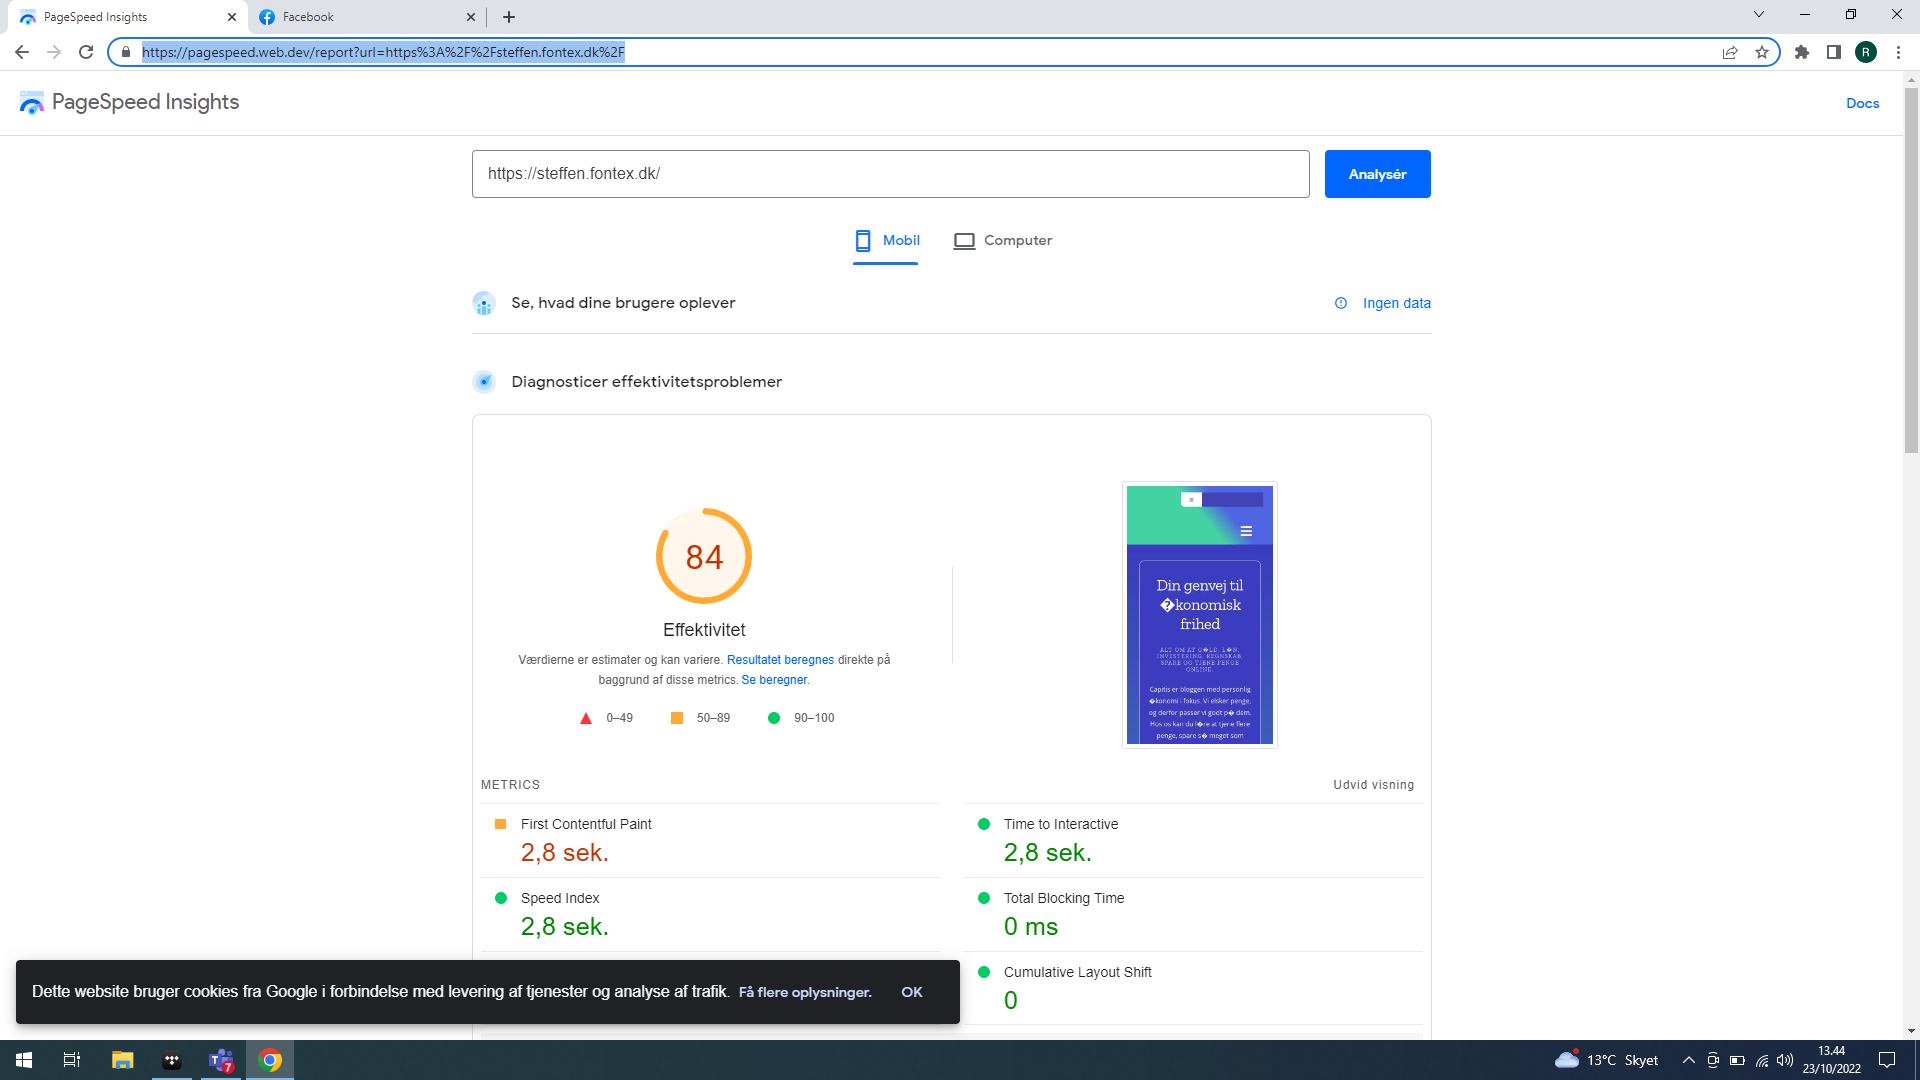 PageSpeed Insights
Facebook
https://pagespeed.web.dev/report?url=https%3A%2F%2Fsteffen.fontex.dk%2F
R
PageSpeed Insights
Docs
https://steffen.fontex.dk/
Analysér
Mobil
Computer
Se, hvad dine brugere oplever
Ingen data
Diagnosticer effektivitetsproblemer
84
Effektivitet
Værdierne er estimater og kan variere. Resultatet beregnes direkte på
baggrund af disse metrics. Se beregner.
0–49
50–89
90–100
Din genvej til
�konomisk
frihed
ALT OM AT G�LD, L�N,
INVESTERING, REGNSKAB,
SPARE OG TJENE PENGE
ONLINE.
Capitis er bloggen med personlig
�konomi i fokus. Vi elsker penge,
og derfor passer vi godt p� dem.
Hos os kan du l�re at tjene flere
penge, spare s� meget som
METRICS
Udvid visning
First Contentful Paint
2,8 sek.
Time to Interactive
2,8 sek.
Speed Index
2,8 sek.
Total Blocking Time
0 ms
Cumulative Layout Shift
0
Dette website bruger cookies fra Google i forbindelse med levering af tjenester og analyse af trafik. Få flere oplysninger. OK
T
7
13°C Skyet
13.44
23/10/2022